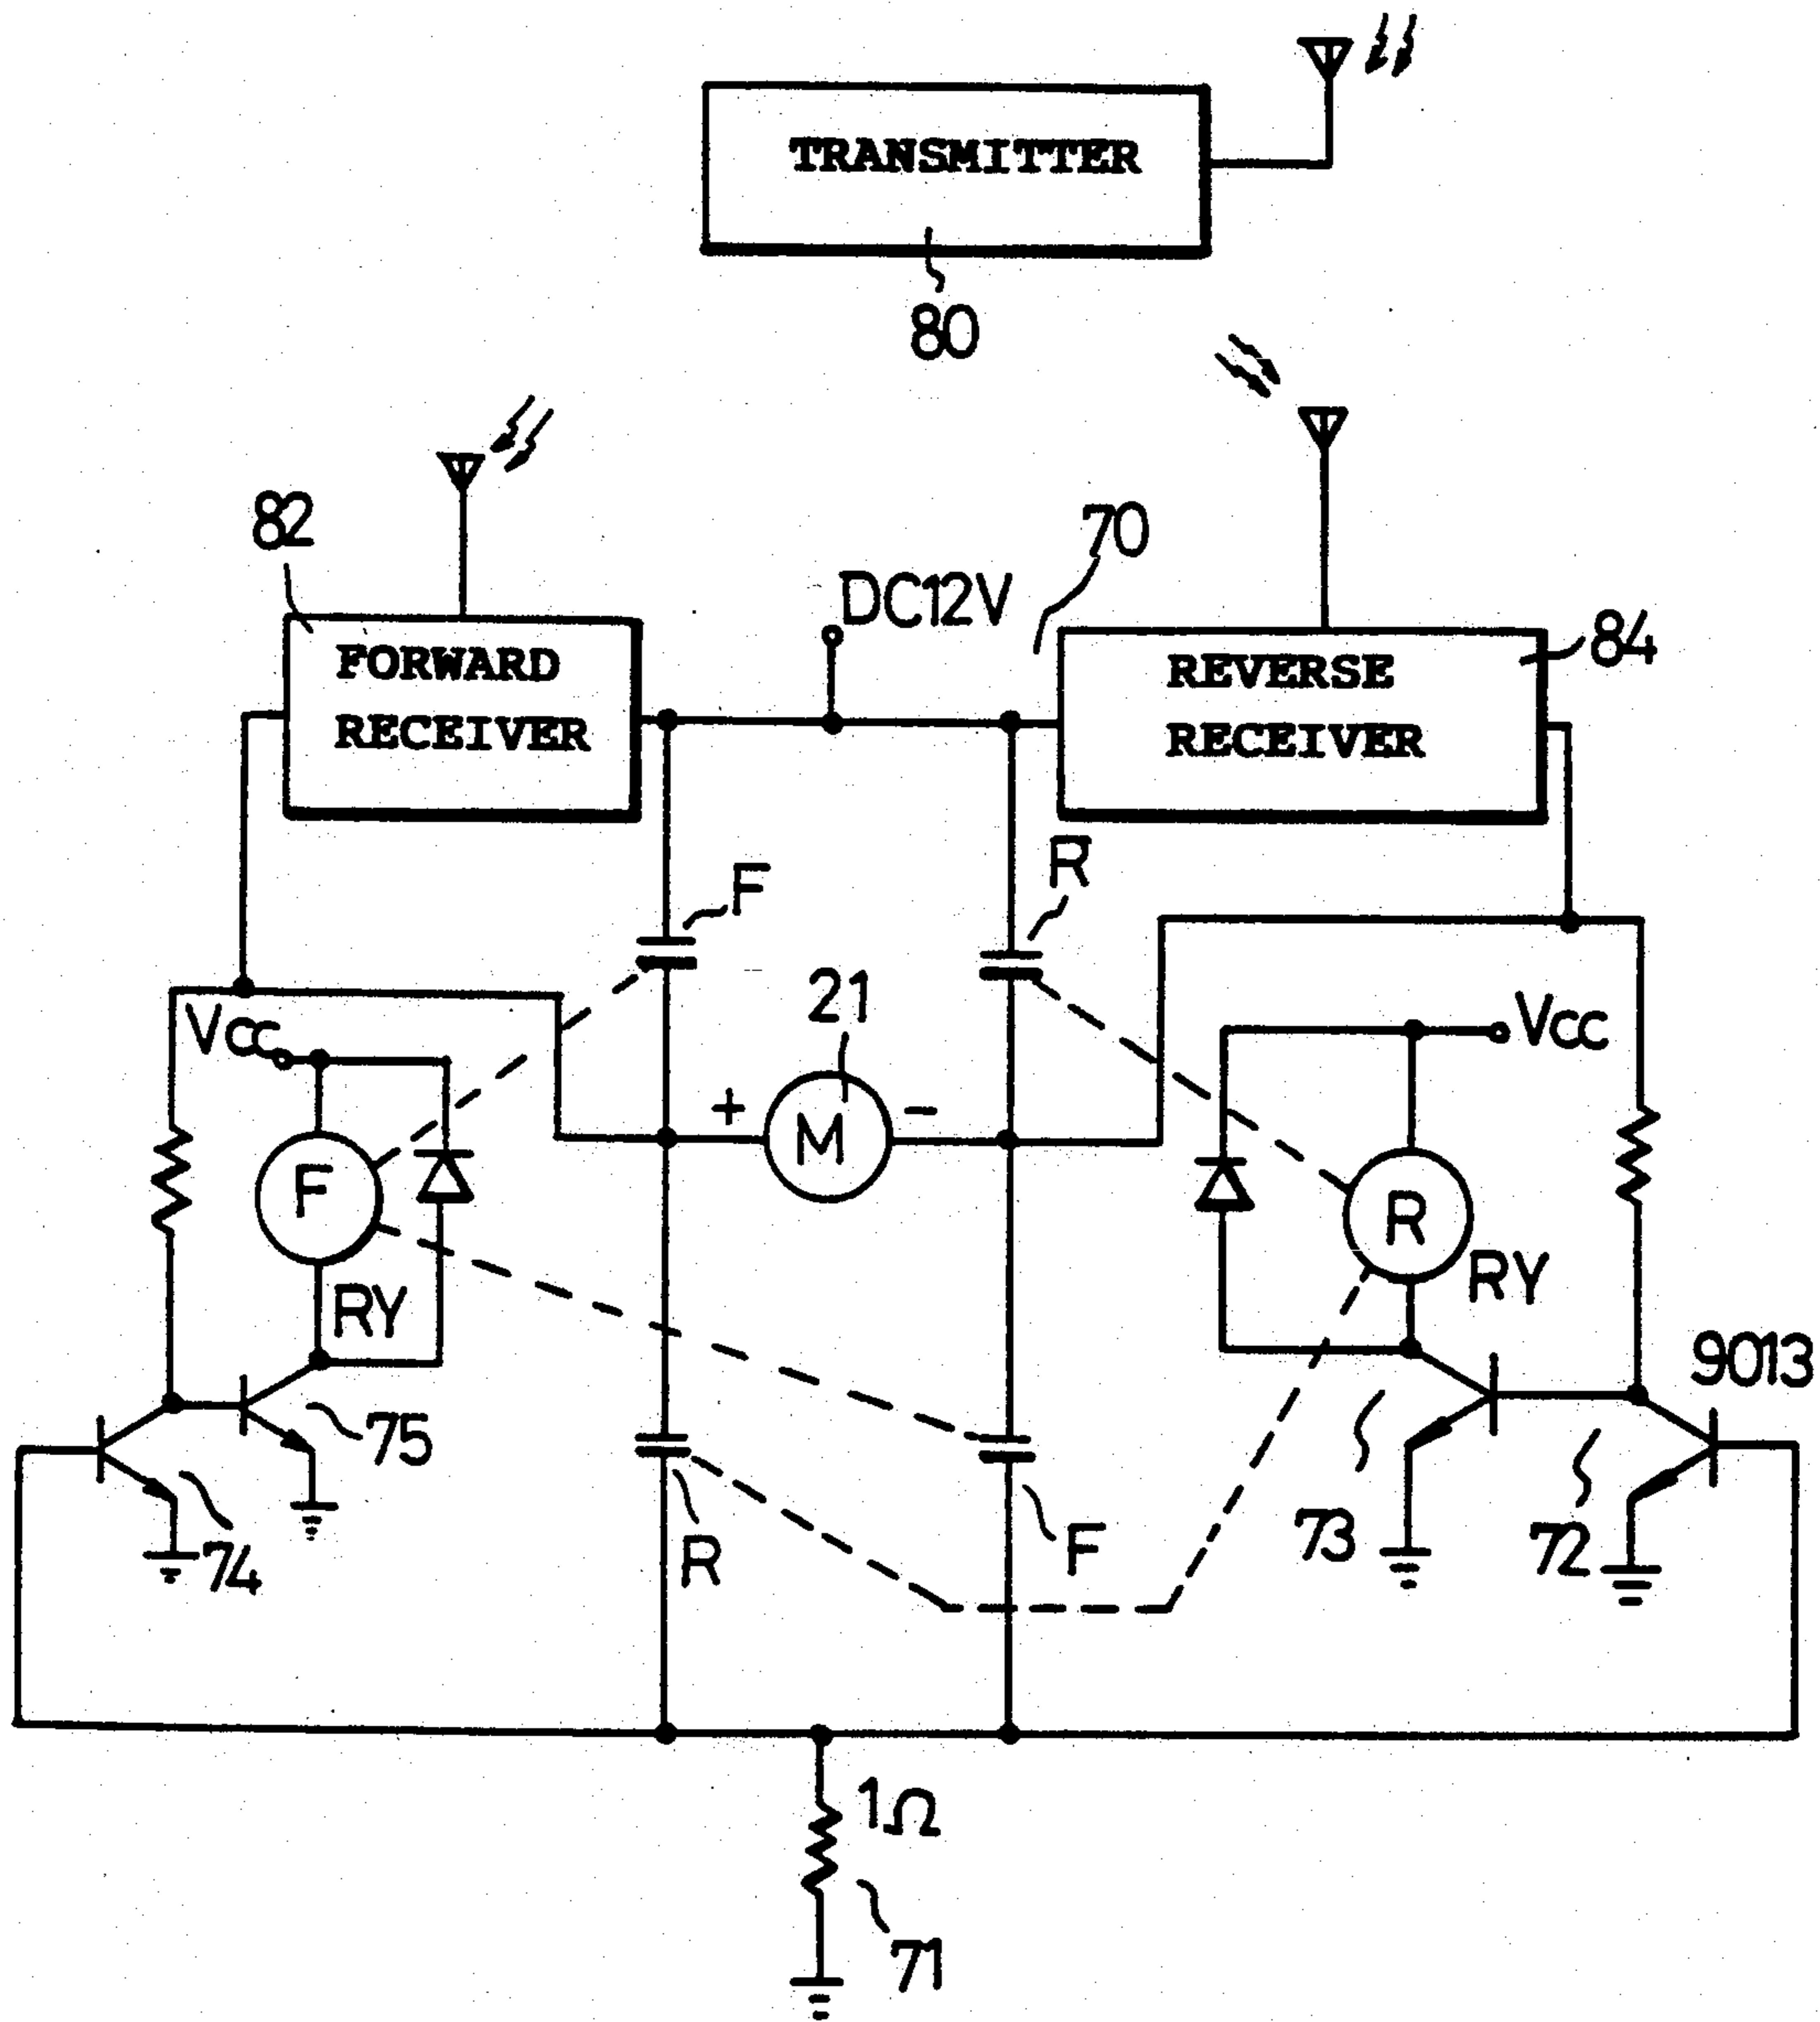 TRANSMITTER
80
82
70
DC12V
84
FORWARD
RECEIVER
REVERSE
RECEIVER
F
R
21
Vcc
Vcc
+
-
M
F
R
RY
RY
9013
75
74
R
F
73
72
1Ω
71